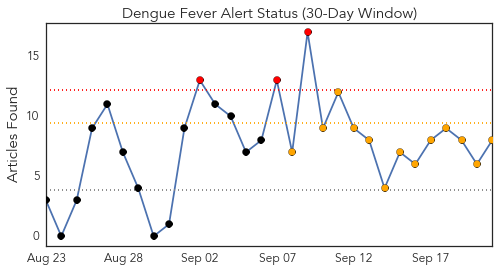 Dengue Fever Alert Status (30-Day Window)
Articles Found
15
10
5
0
Aug 23 Aug 28 Sep 02 Sep 07 Sep 12 Sep 17